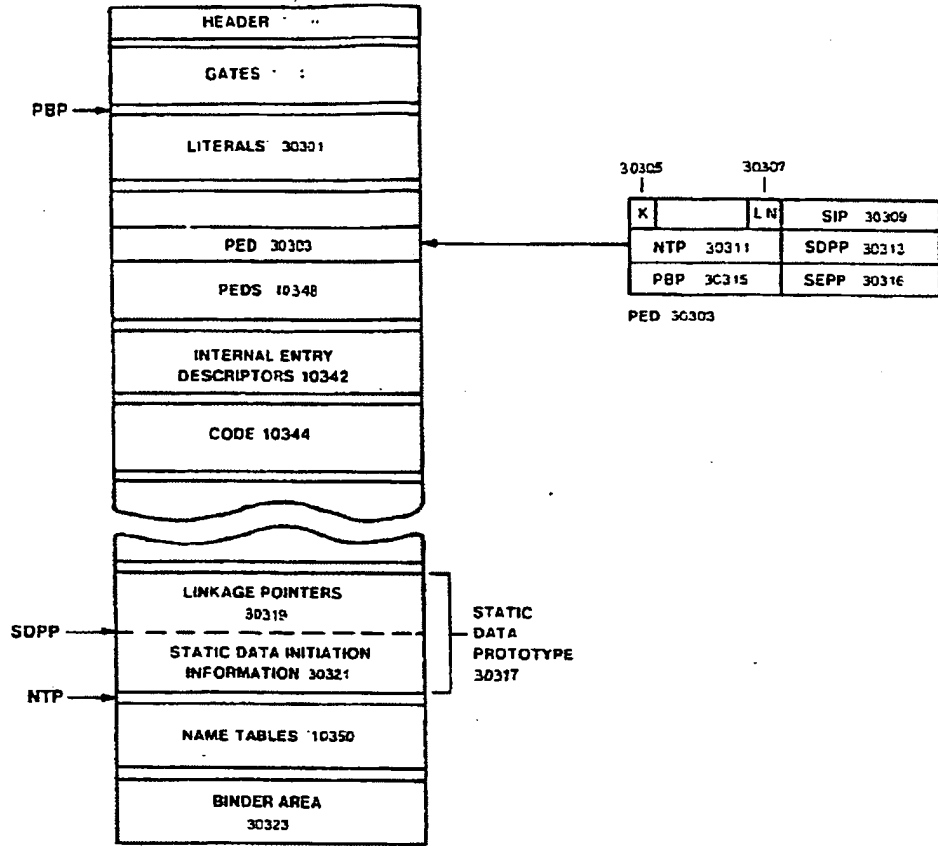 HEADER
GATES
PBP
LITERALS 30301
PED 30303
PEDS 10348
INTERNAL ENTRY
DESCRIPTORS 10342
CODE 10344
30305
30307
K
L N
SIP 30309
NTP 30311
SDPP 30313
PBP 30315
SEPP 30316
PED 30303
LINKAGE POINTERS
30319
SDPP
STATIC DATA INITIATION
INFORMATION 30321
STATIC
DATA
PROTOTYPE
30317
NTP
NAME TABLES 10350
BINDER AREA
30323